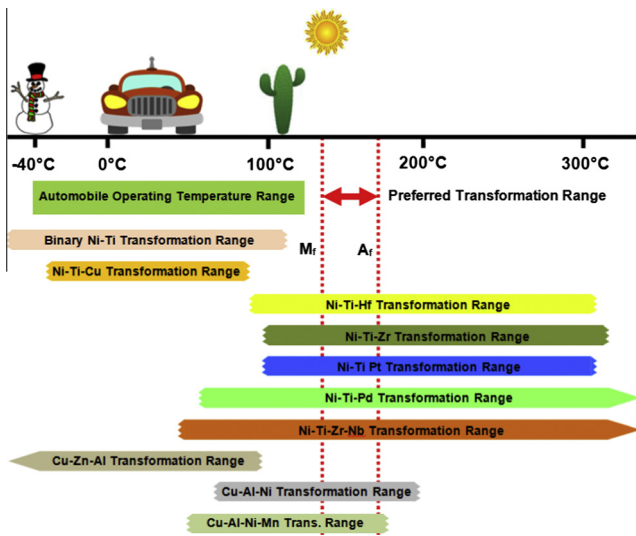 -40°C 0°C 100°C 200°C 300°C
Automobile Operating Temperature Range
Preferred Transformation Range
Binary Ni-Ti Transformation Range
Mf Af
Ni-Ti-Cu Transformation Range
Ni-Ti-Hf Transformation Range
Ni-Ti-Zr Transformation Range
Ni-Ti Pt Transformation Range
Ni-Ti-Pd Transformation Range
Ni-Ti-Zr-Nb Transformation Range
Cu-Zn-Al Transformation Range
Cu-Al-Ni Transformation Range
Cu-Al-Ni-Mn Trans. Range